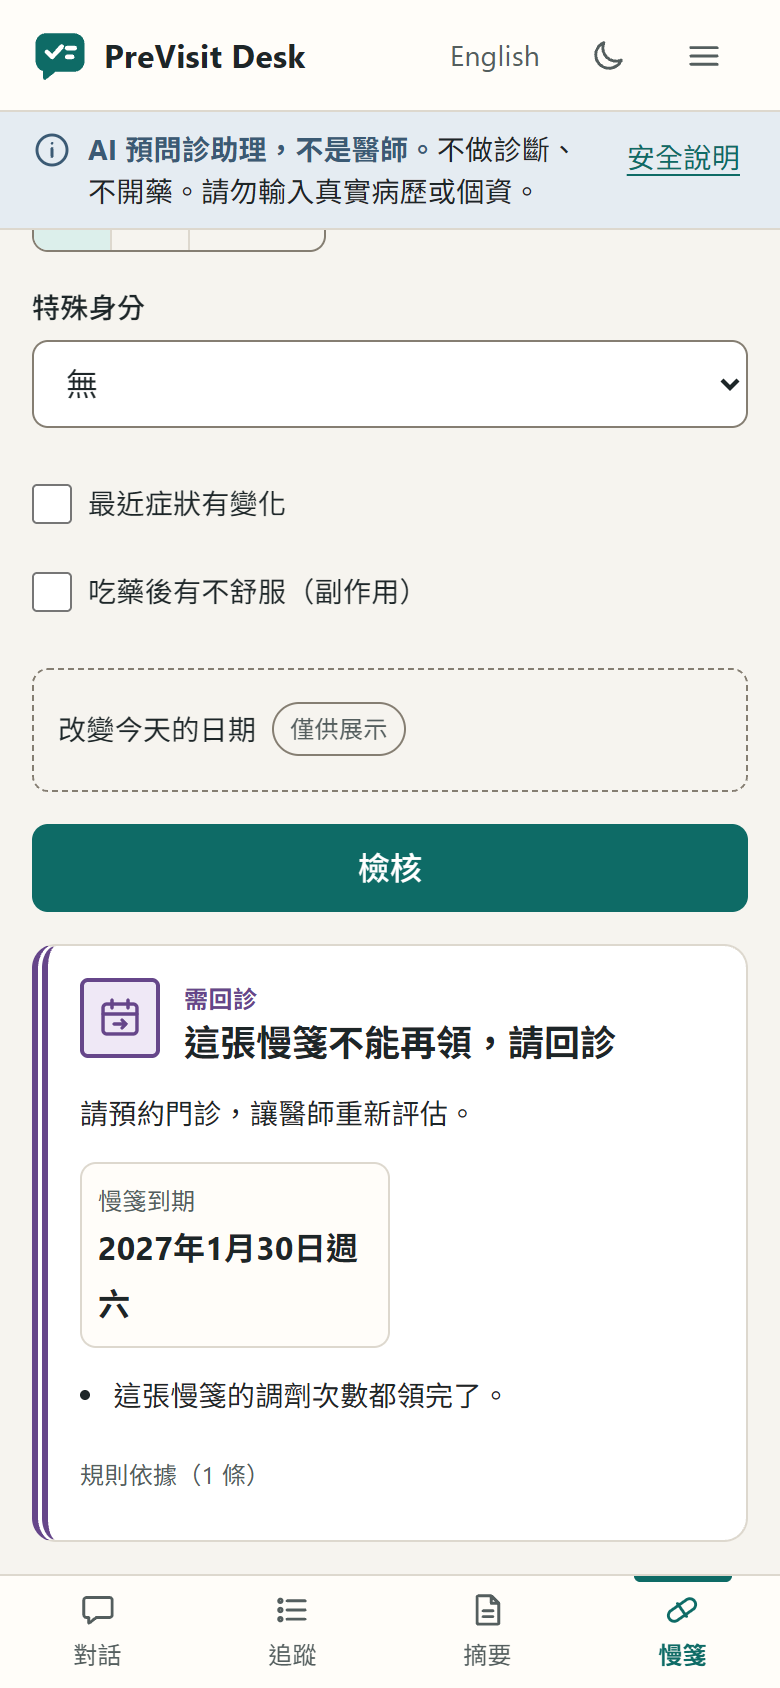 PreVisit Desk
English
AI 預問診助理，不是醫師。不做診斷、
不開藥。請勿輸入真實病歷或個資。
安全說明
特殊身分
無
最近症狀有變化
吃藥後有不舒服（副作用）
改變今天的日期
僅供展示
檢核
需回診
這張慢箋不能再領，請回診
請預約門診，讓醫師重新評估。
慢箋到期
2027年1月30日週
六
這張慢箋的調劑次數都領完了。
規則依據（1 條）
對話
追蹤
摘要
慢箋